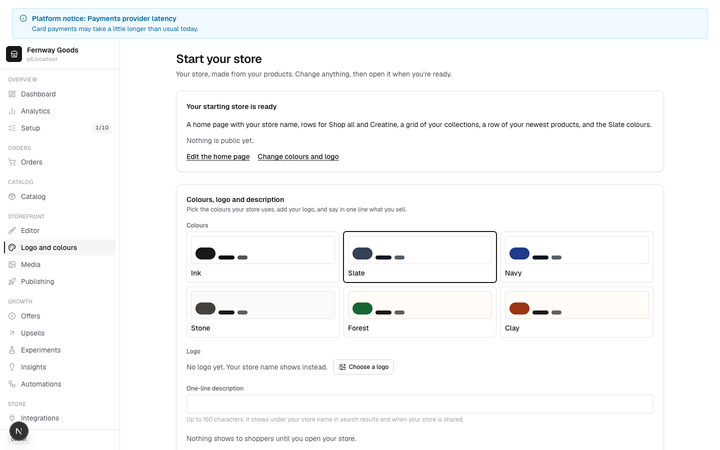 Platform notice: Payments provider latency
Card payments may take a little longer than usual today.
Fernway Goods
OVERVIEW
Dashboard
Analytics
Setup 1/10
ORDERS
Orders
CATALOG
Catalog
STOREFRONT
Editor
Logo and colours
Media
Publishing
GROWTH
Offers
Upsells
Experiments
Insights
Automations
STORE
Integrations
N
Start your store
Your store, made from your products. Change anything, then open it when you're ready.
Your starting store is ready
A home page with your store name, rows for Shop all and Creatine, a grid of your collections, a row of your newest products, and the Slate colours.
Nothing is public yet.
Edit the home page Change colours and logo
Colours, logo and description
Pick the colours your store uses, add your logo, and say in one line what you sell.
Colours
Ink
Slate
Navy
Stone
Forest
Clay
Logo
No logo yet. Your store name shows instead. Choose a logo
One-line description
Up to 160 characters. It shows under your store name in search results and when your store is shared.
Nothing shows to shoppers until you open your store.